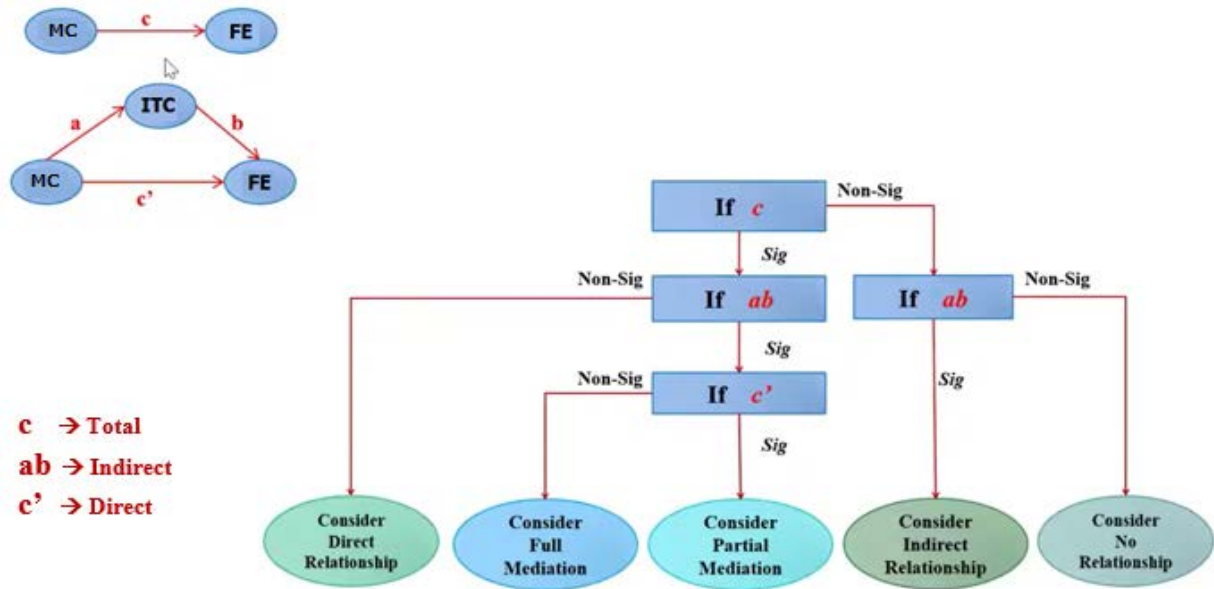 MC
c
FE
ITC
a
b
MC
c’
FE
If c
Non-Sig
Sig
Non-Sig
If ab
If ab
Non-Sig
Sig
Sig
Non-Sig
If c’
Sig
c → Total
ab → Indirect
c’ → Direct
Consider
Direct
Relationship
Consider
Full
Mediation
Consider
Partial
Mediation
Consider
Indirect
Relationship
Consider
No
Relationship